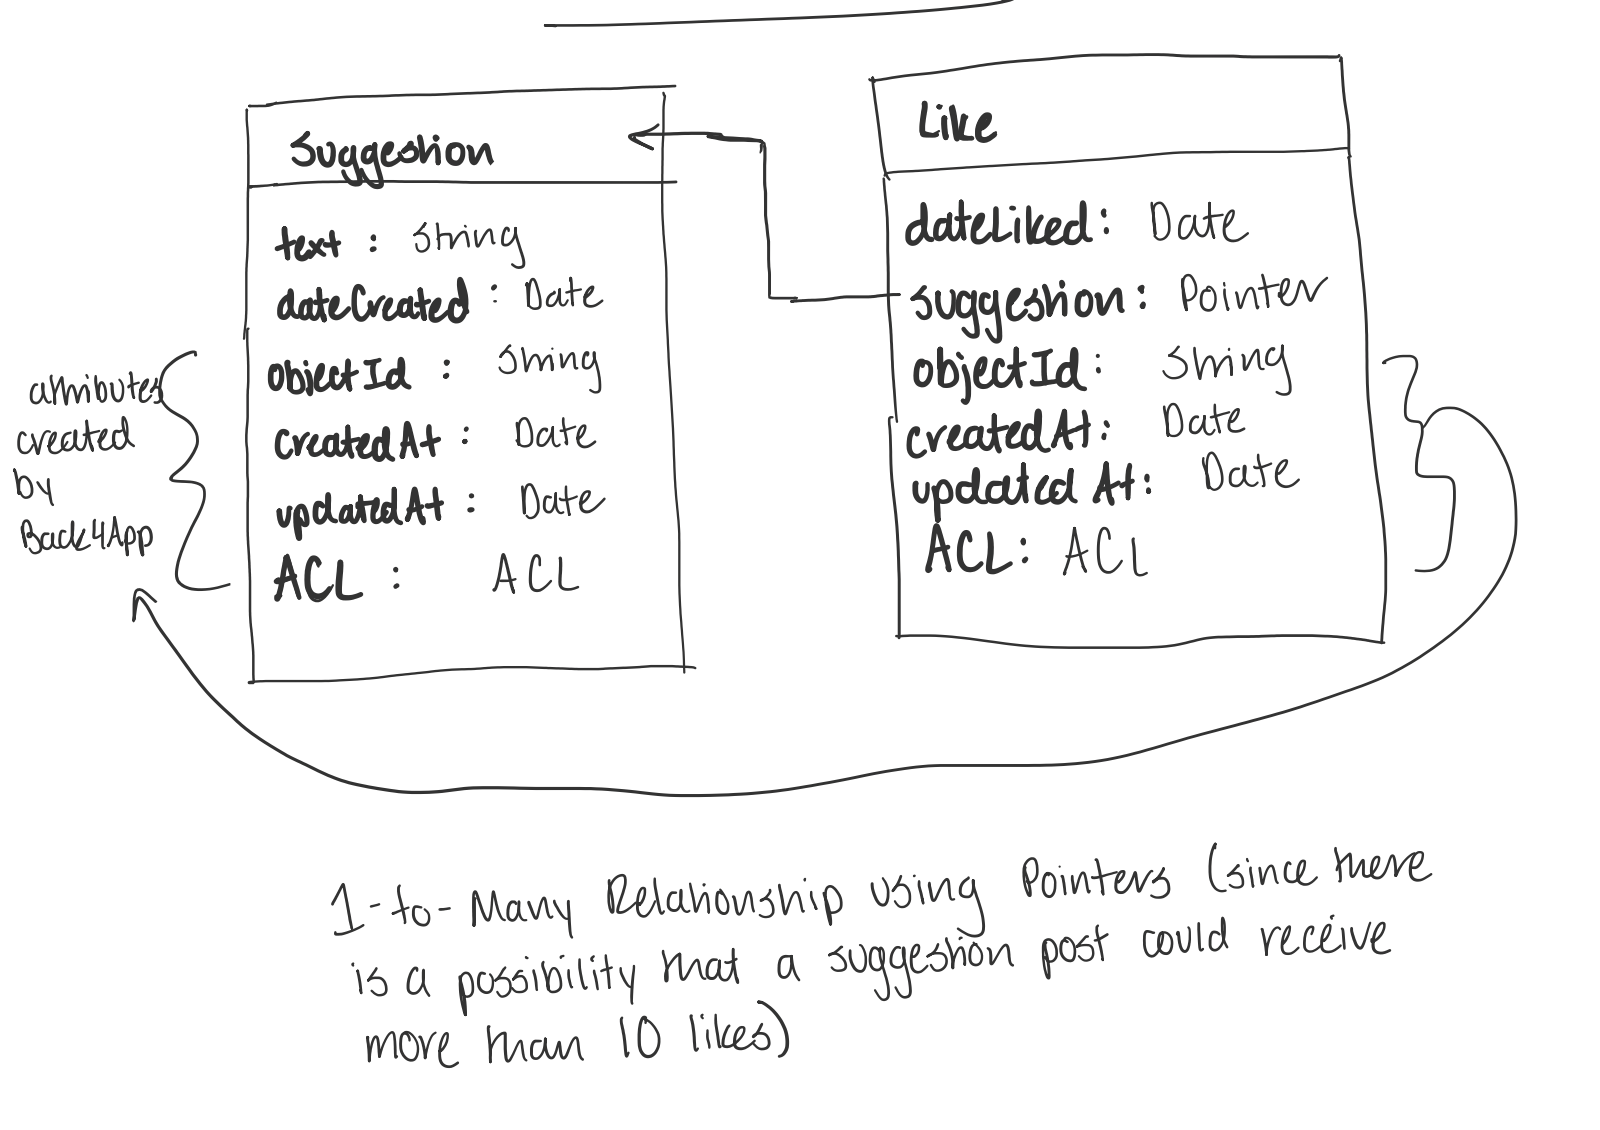 Suggestion
text : String
dateCreated : Date
objectId : String
createdAt : Date
updatedAt : Date
ACL : ACL
attributes
created
by
Back4App
Like
dateLiked: Date
suggestion: Pointer
objectId: String
createdAt: Date
updatedAt: Date
ACL: ACL
1-to-Many Relationship using Pointers (since there
is a possibility that a suggestion post could receive
more than 10 likes)